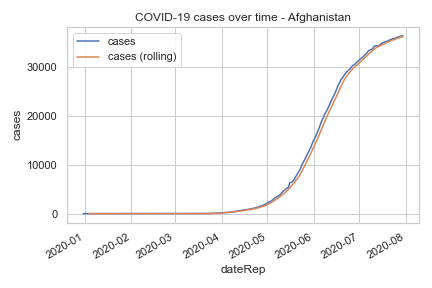 COVID-19 cases over time - Afghanistan
cases
cases (rolling)
30000
20000
10000
0
cases
2020-01
2020-02
2020-03
2020-04
2020-05
2020-06
2020-07
2020-08
dateRep